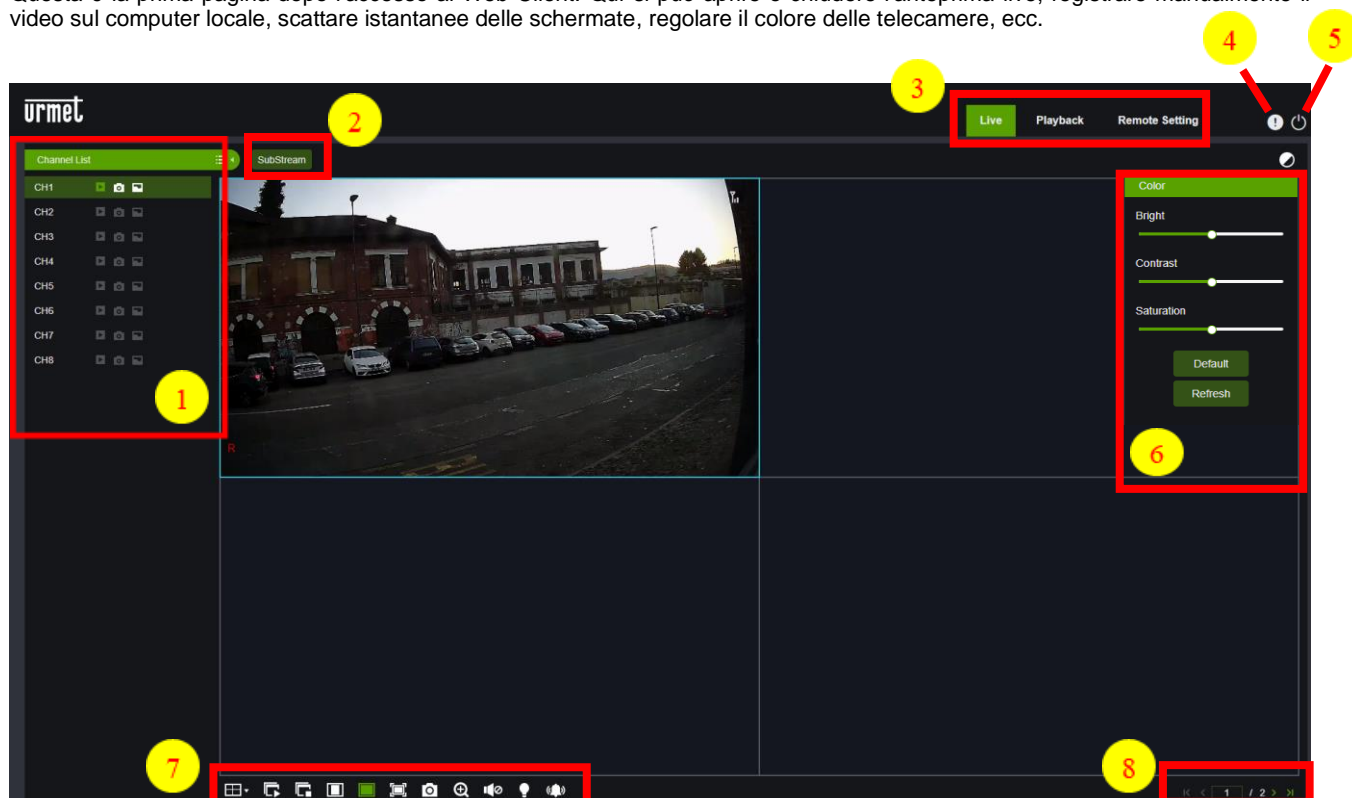 video sul computer locale, scattare istantanee delle schermate, regolare il colore delle telecamere, ecc.
4
5
3
urmet
2
Live Playback Remote Setting
Channel List
SubStream
CH1
Color
CH2
Bright
CH3
CH4
Contrast
CH5
CH6
Saturation
CH7
CH8
Default
1
Refresh
R
6
7
8
1 / 2